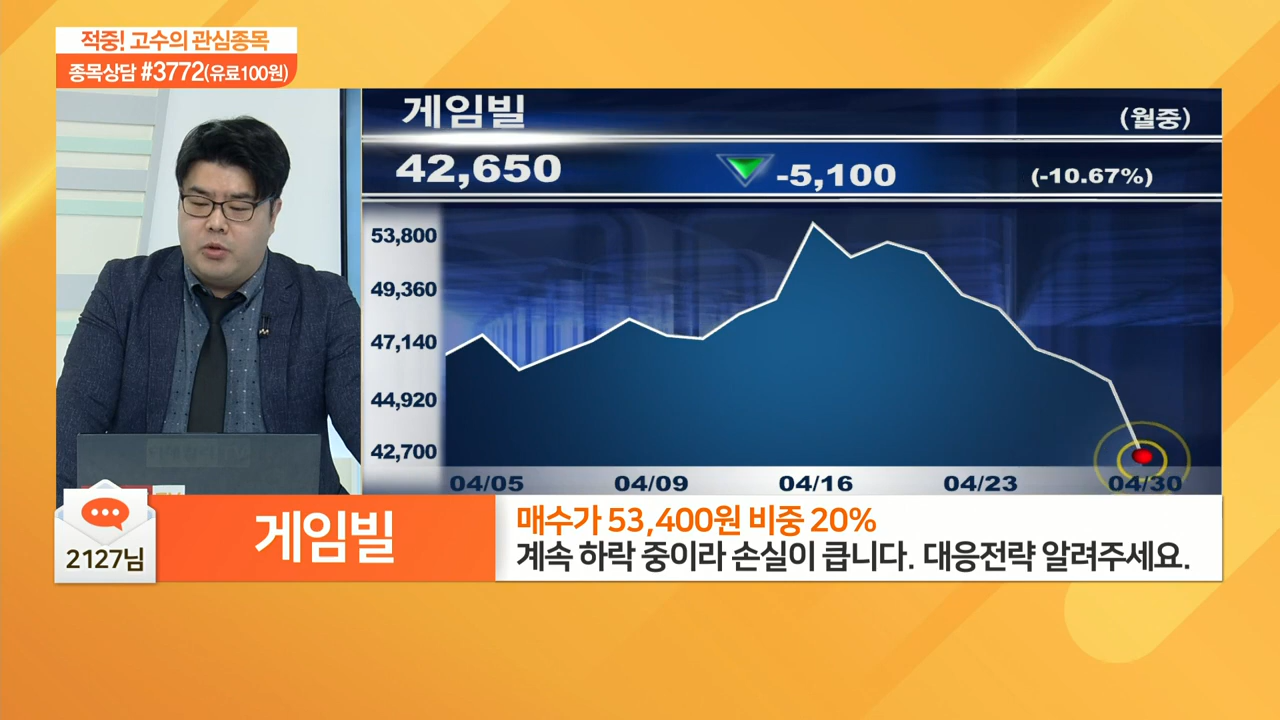 적중! 고수의 관심종목
종목상담 #3772(유료100원)
게임빌
(월중)
42,650
-5,100
(-10.67%)
53,800
49,360
47,140
44,920
42,700
04/05
04/09
04/16
04/23
04/30
2127님
게임빌
매수가 53,400원 비중 20%
계속 하락 중이라 손실이 큽니다. 대응전략 알려주세요.